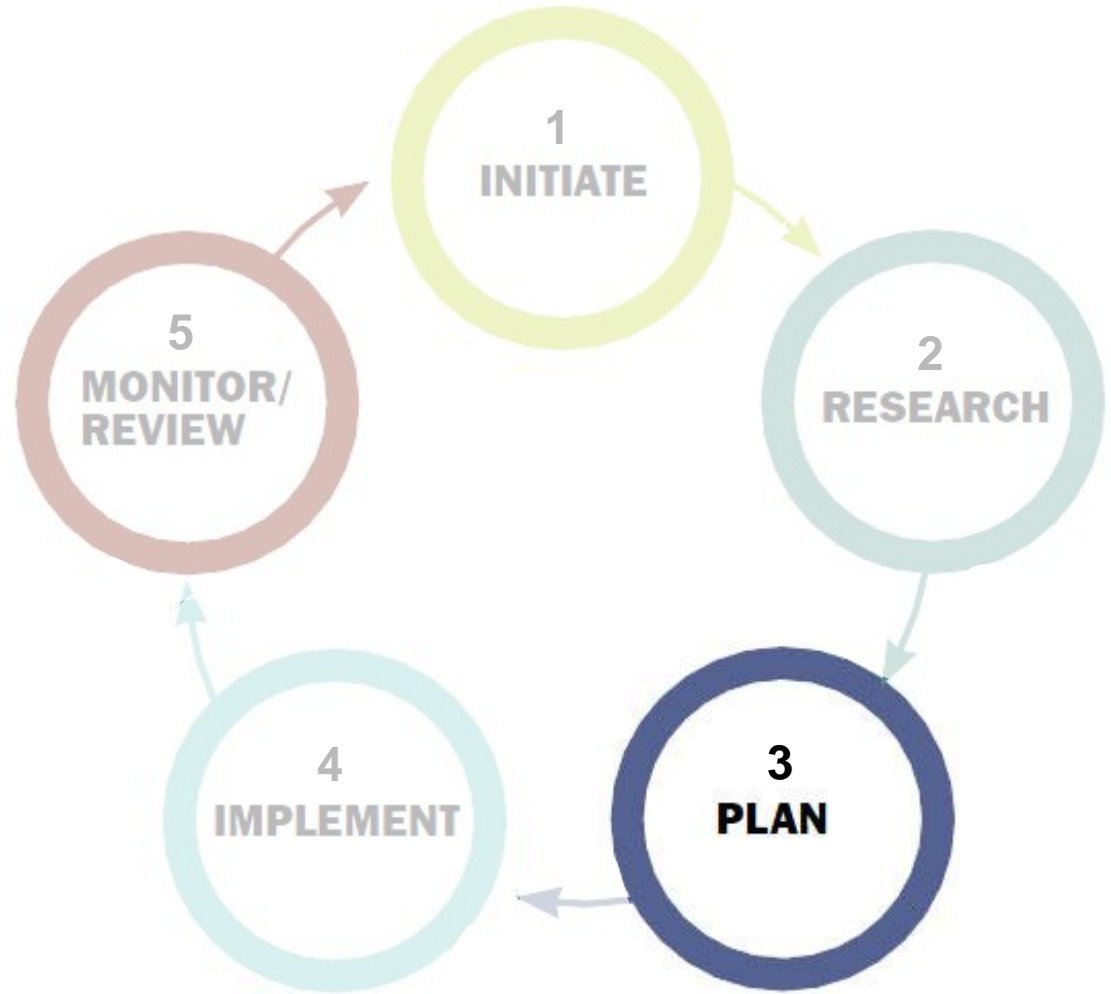 1
INITIATE
2
RESEARCH
3
PLAN
4
IMPLEMENT
5
MONITOR/
REVIEW